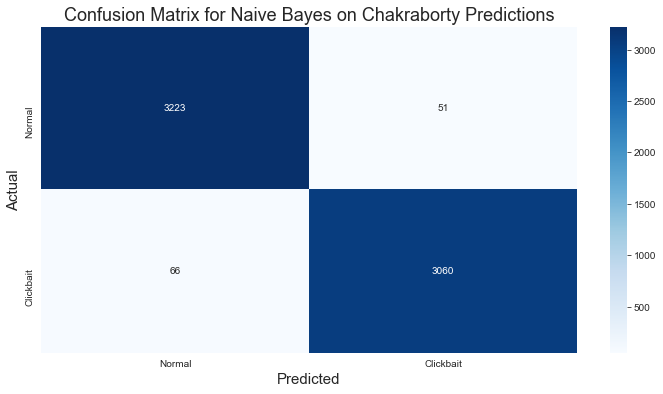 Confusion Matrix for Naive Bayes on Chakraborty Predictions
Actual
Normal
3223
51
Clickbait
66
3060
Normal
Clickbait
Predicted
3000
2500
2000
1500
1000
500